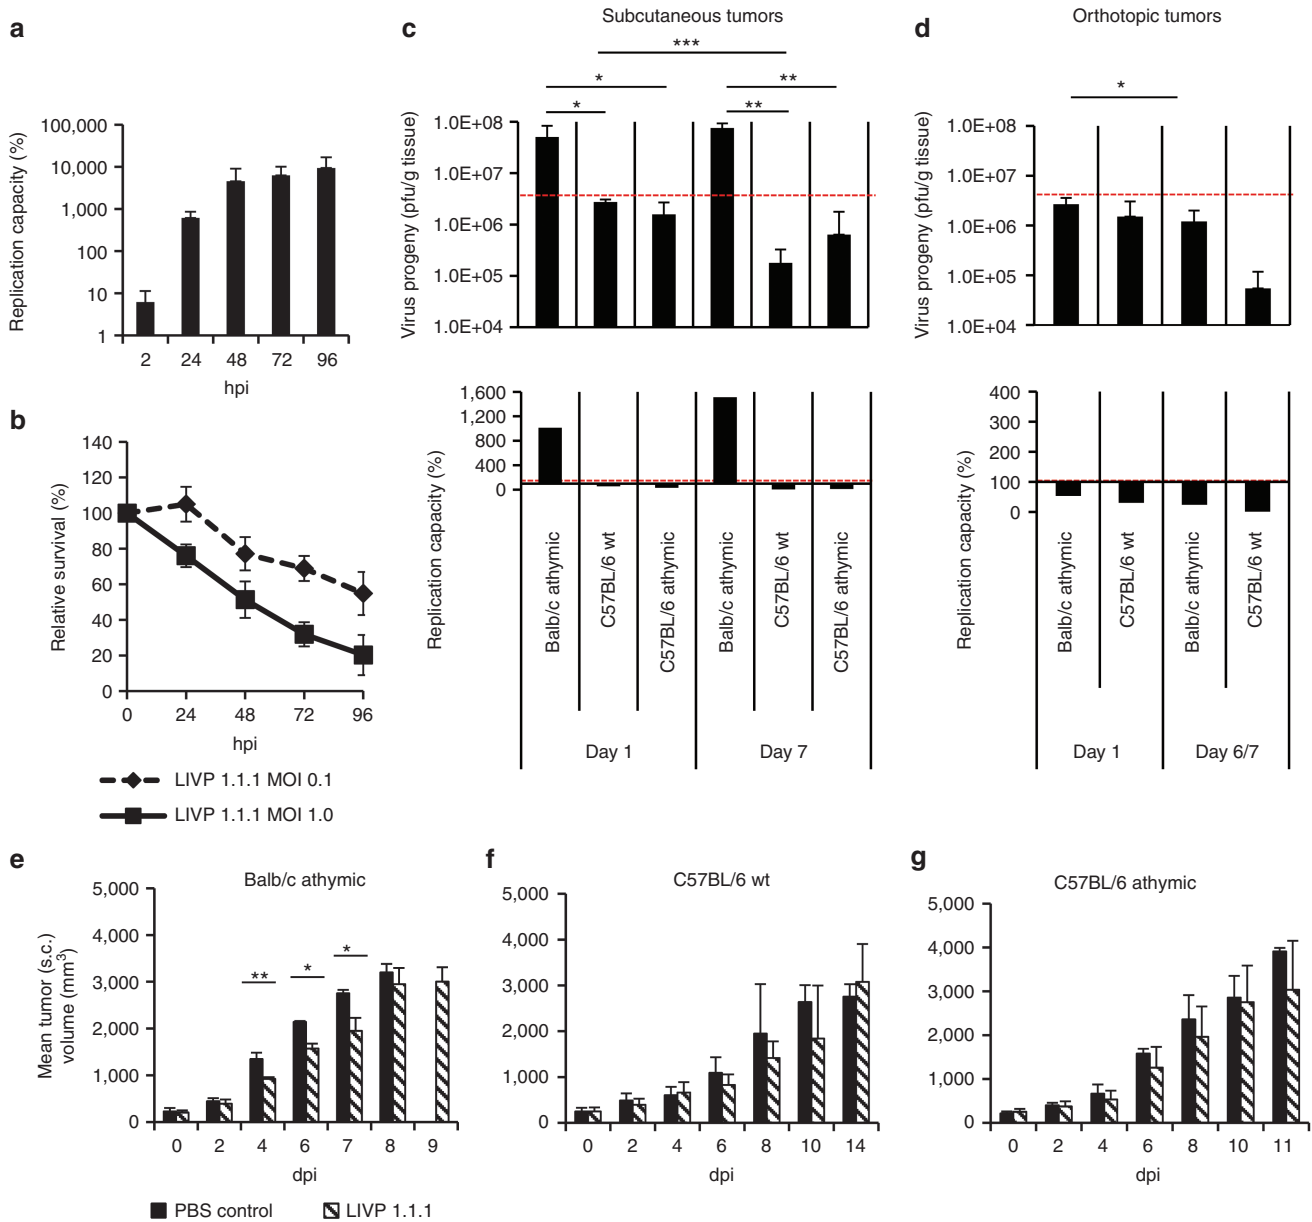 a
Replication capacity (%)
100,000
10,000
1,000
100
10
1
2 24 48 72 96
hpi
b
Relative survival (%)
140
120
100
80
60
40
20
0
0 24 48 72 96
hpi
LIVP 1.1.1 MOI 0.1
LIVP 1.1.1 MOI 1.0
c
Subcutaneous tumors
***
* **
* **
Virus progeny (pfu/g tissue)
1.0E+08
1.0E+07
1.0E+06
1.0E+05
1.0E+04
Replication capacity (%)
1,600
1,200
800
400
0
Balb/c athymic
C57BL/6 wt
C57BL/6 athymic
Balb/c athymic
C57BL/6 wt
C57BL/6 athymic
Day 1 Day 7
d
Orthotopic tumors
*
Virus progeny (pfu/g tissue)
1.0E+08
1.0E+07
1.0E+06
1.0E+05
1.0E+04
Replication capacity (%)
400
300
200
100
0
Balb/c athymic
C57BL/6 wt
Balb/c athymic
C57BL/6 wt
Day 1 Day 6/7
e
Balb/c athymic
Mean tumor (s.c.)
volume (mm³)
5,000
4,000
3,000
2,000
1,000
0
** * *
0 2 4 6 7 8 9
dpi
PBS control LIVP 1.1.1
f
C57BL/6 wt
5,000
4,000
3,000
2,000
1,000
0
0 2 4 6 8 10 14
dpi
g
C57BL/6 athymic
5,000
4,000
3,000
2,000
1,000
0
0 2 4 6 8 10 11
dpi